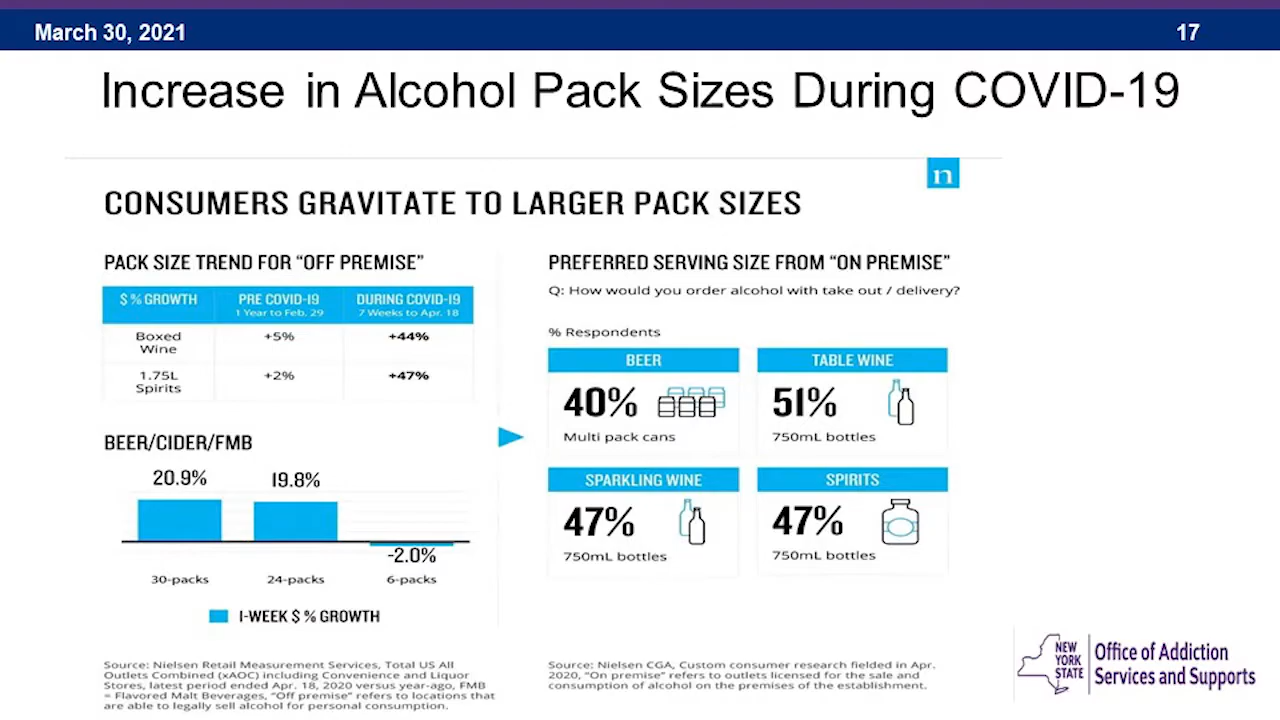 March 30, 2021
17
Increase in Alcohol Pack Sizes During COVID-19
n
CONSUMERS GRAVITATE TO LARGER PACK SIZES
PACK SIZE TREND FOR “OFF PREMISE”
$ % GROWTH PRE COVID-19 DURING COVID-19
1 Year to Feb. 29 7 Weeks to Apr. 18
Boxed +5% +44%
Wine
1.75L +2% +47%
Spirits
BEER/CIDER/FMB
20.9% 19.8%
-2.0%
30-packs 24-packs 6-packs
1-WEEK $ % GROWTH
Source: Nielsen Retail Measurement Services, Total US All
Outlets Combined (xAOC) including Convenience and Liquor
Stores, latest period ended Apr. 18, 2020 versus year-ago, FMB
= Flavored Malt Beverages, “Off premise” refers to locations that
are able to legally sell alcohol for personal consumption.
PREFERRED SERVING SIZE FROM “ON PREMISE”
Q: How would you order alcohol with take out / delivery?
% Respondents
BEER
40%
Multi pack cans
TABLE WINE
51%
750mL bottles
SPARKLING WINE
47%
750mL bottles
SPIRITS
47%
750mL bottles
Source: Nielsen CGA, Custom consumer research fielded in Apr.
2020, “On premise” refers to outlets licensed for the sale and
consumption of alcohol on the premises of the establishment.
NEW
YORK
STATE
Office of Addiction
Services and Supports